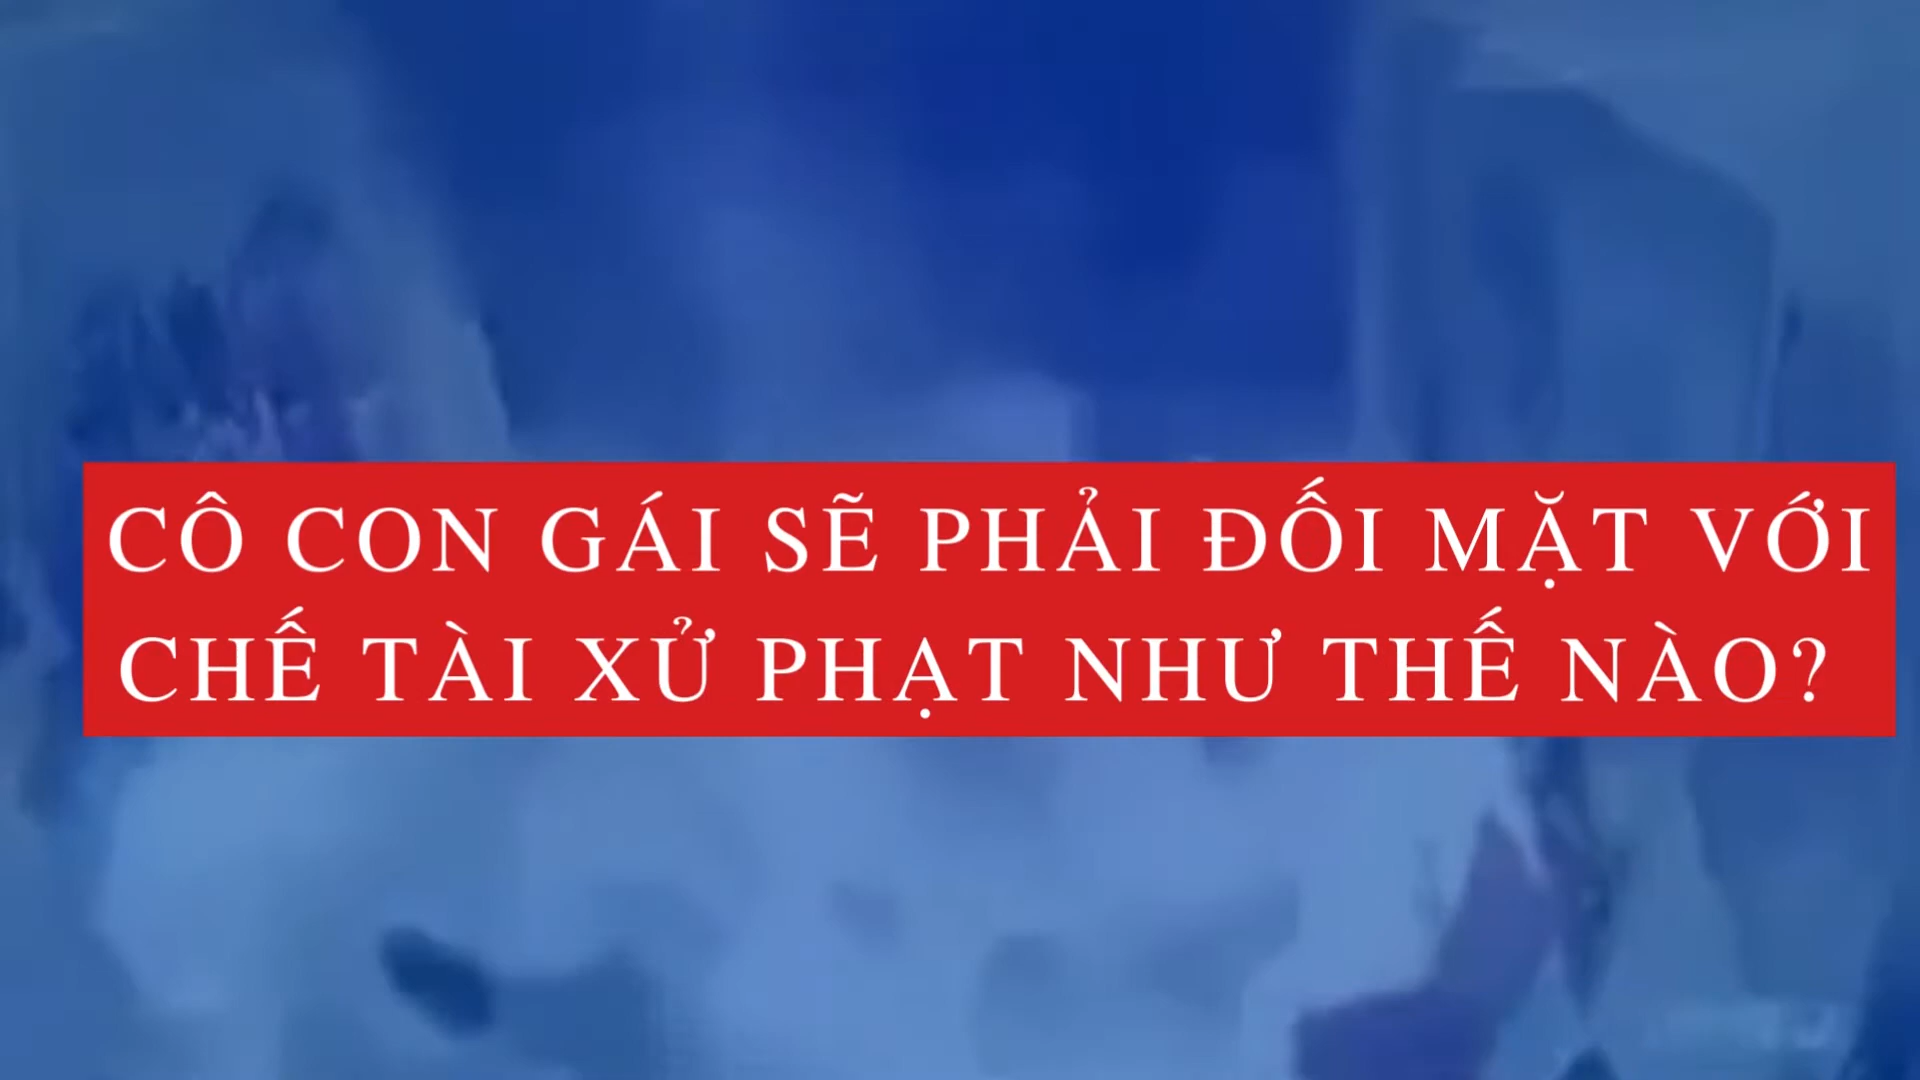 CÔ CON GÁI SẼ PHẢI ĐỐI MẶT VỚI
CHẾ TÀI XỬ PHẠT NHƯ THẾ NÀO?